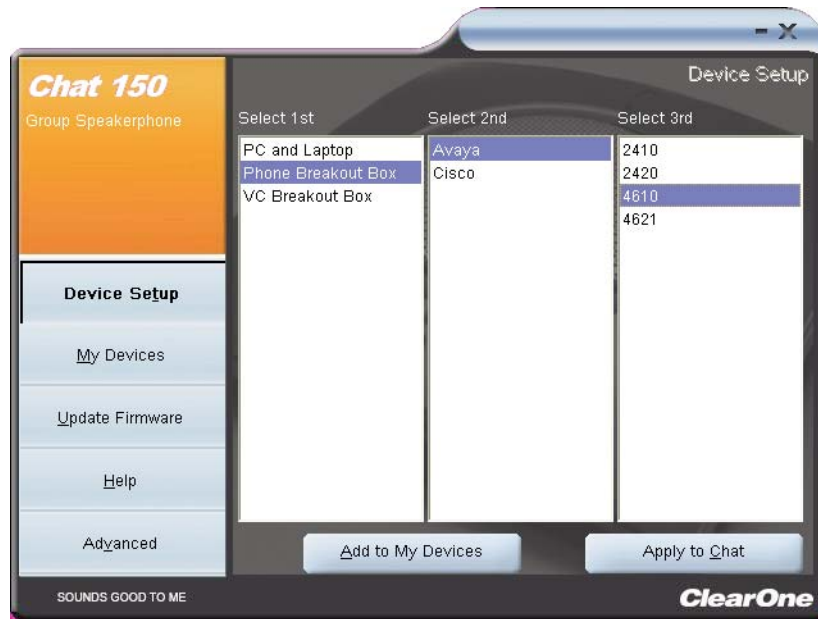 Chat 150
Group Speakerphone
Device Setup
Select 1st
Select 2nd
Select 3rd
PC and Laptop
Phone Breakout Box
VC Breakout Box
Avaya
Cisco
2410
2420
4610
4621
Device Setup
My Devices
Update Firmware
Help
Advanced
Add to My Devices
Apply to Chat
SOUNDS GOOD TO ME
ClearOne